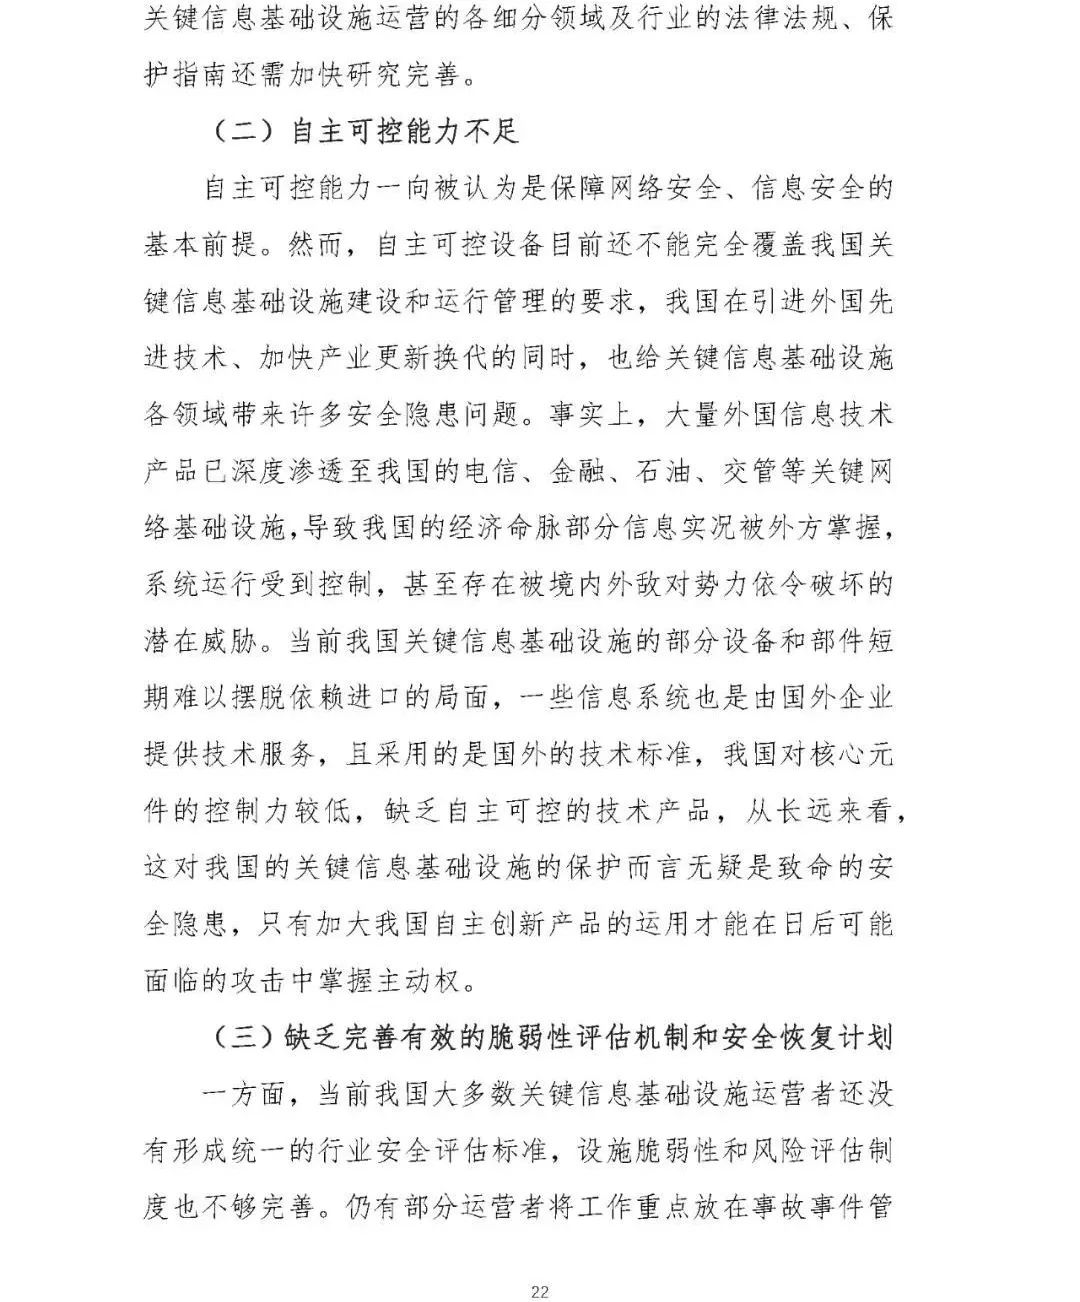 关键信息基础设施运营的各细分领域及行业的法律法规、保
护指南还需加快研究完善。
（二）自主可控能力不足
自主可控能力一向被认为是保障网络安全、信息安全的
基本前提。然而，自主可控设备目前还不能完全覆盖我国关
键信息基础设施建设和运行管理的要求，我国在引进外国先
进技术、加快产业更新换代的同时，也给关键信息基础设施
各领域带来许多安全隐患问题。事实上，大量外国信息技术
产品已深度渗透至我国的电信、金融、石油、交管等关键网
络基础设施,导致我国的经济命脉部分信息实况被外方掌握，
系统运行受到控制，甚至存在被境内外敌对势力依令破坏的
潜在威胁。当前我国关键信息基础设施的部分设备和部件短
期难以摆脱依赖进口的局面，一些信息系统也是由国外企业
提供技术服务，且采用的是国外的技术标准，我国对核心元
件的控制力较低，缺乏自主可控的技术产品，从长远来看，
这对我国的关键信息基础设施的保护而言无疑是致命的安
全隐患，只有加大我国自主创新产品的运用才能在日后可能
面临的攻击中掌握主动权。
（三）缺乏完善有效的脆弱性评估机制和安全恢复计划
一方面，当前我国大多数关键信息基础设施运营者还没
有形成统一的行业安全评估标准，设施脆弱性和风险评估制
度也不够完善。仍有部分运营者将工作重点放在事故事件管
22